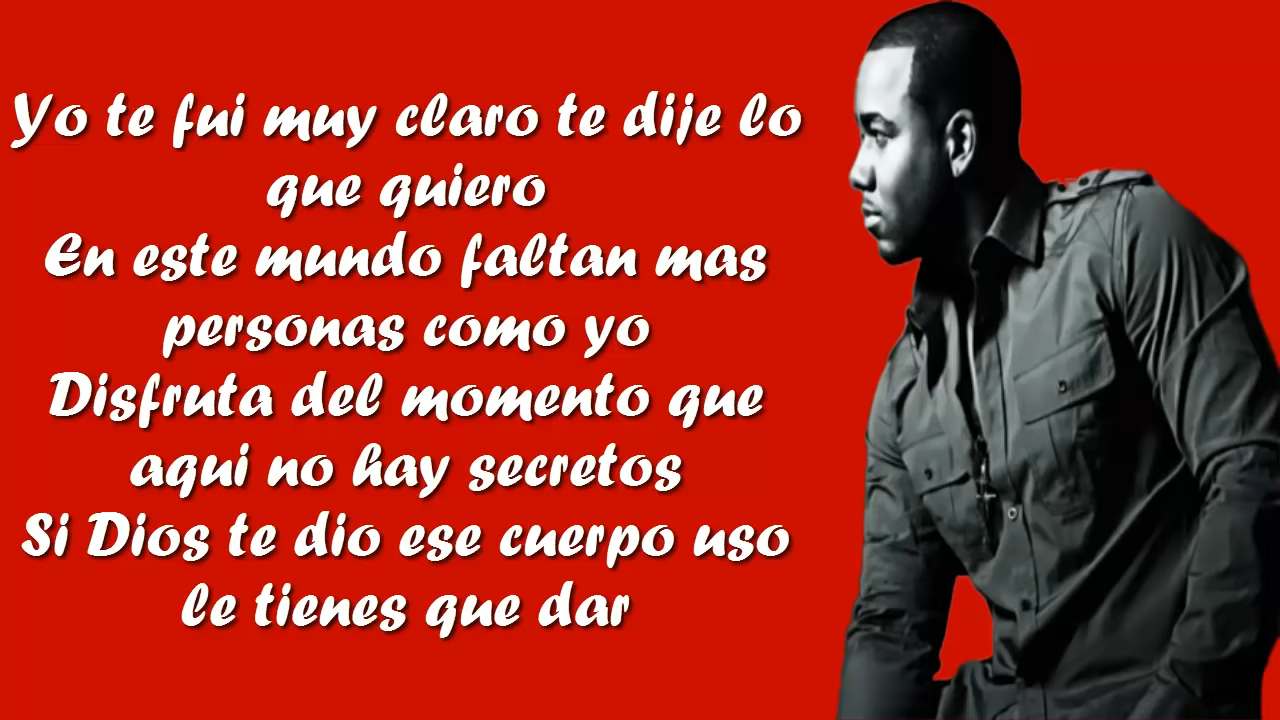 Yo te fui muy claro te dije lo
que quiero
En este mundo faltan mas
personas como yo
Disfruta del momento que
aqui no hay secretos
Si Dios te dio ese cuerpo uso
le tienes que dar